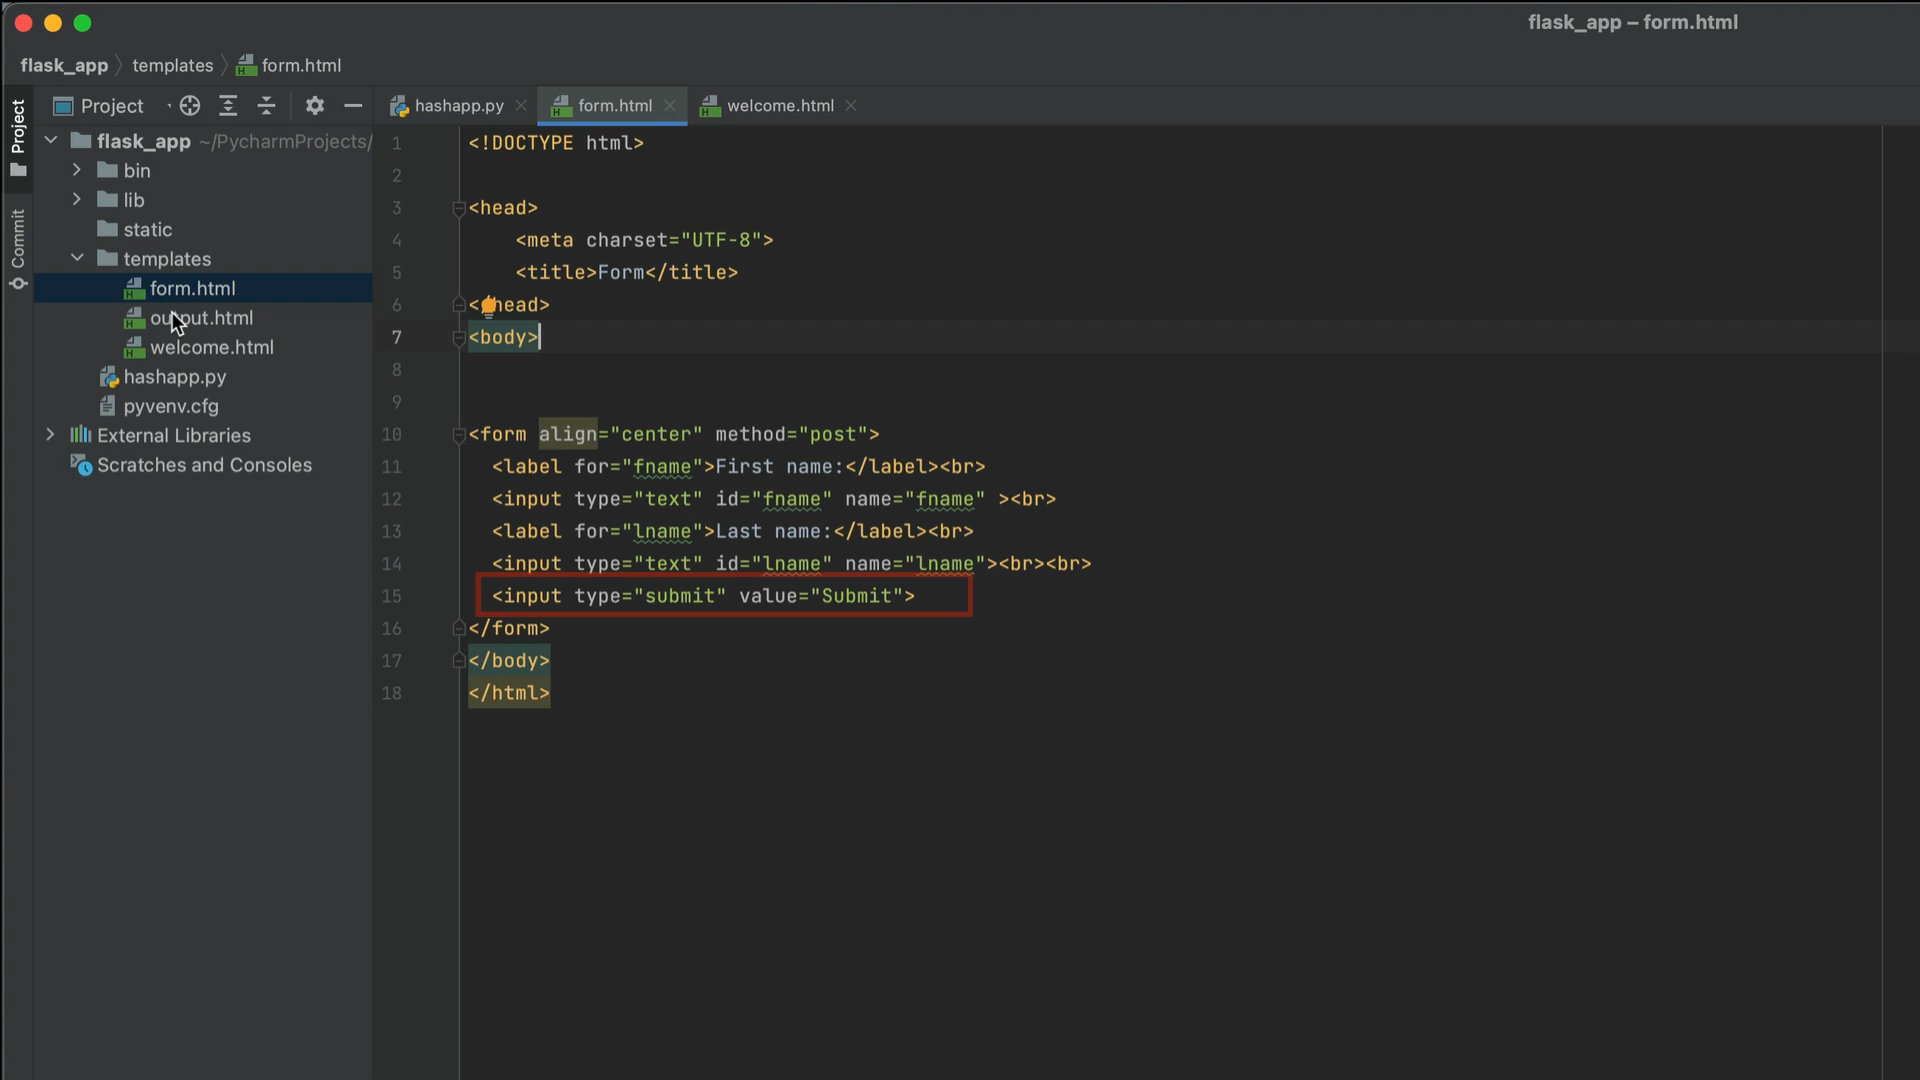 flask_app – form.html
flask_app templates form.html
Project
Commit
Project
flask_app ~/PycharmProjects/
bin
lib
static
templates
form.html
output.html
welcome.html
hashapp.py
pyvenv.cfg
External Libraries
Scratches and Consoles
hashapp.py form.html welcome.html
1 <!DOCTYPE html>
2
3 <head>
4 <meta charset="UTF-8">
5 <title>Form</title>
6 </head>
7 <body>
8
9
10 <form align="center" method="post">
11 <label for="fname">First name:</label><br>
12 <input type="text" id="fname" name="fname" ><br>
13 <label for="lname">Last name:</label><br>
14 <input type="text" id="lname" name="lname"><br><br>
15 <input type="submit" value="Submit">
16 </form>
17 </body>
18 </html>